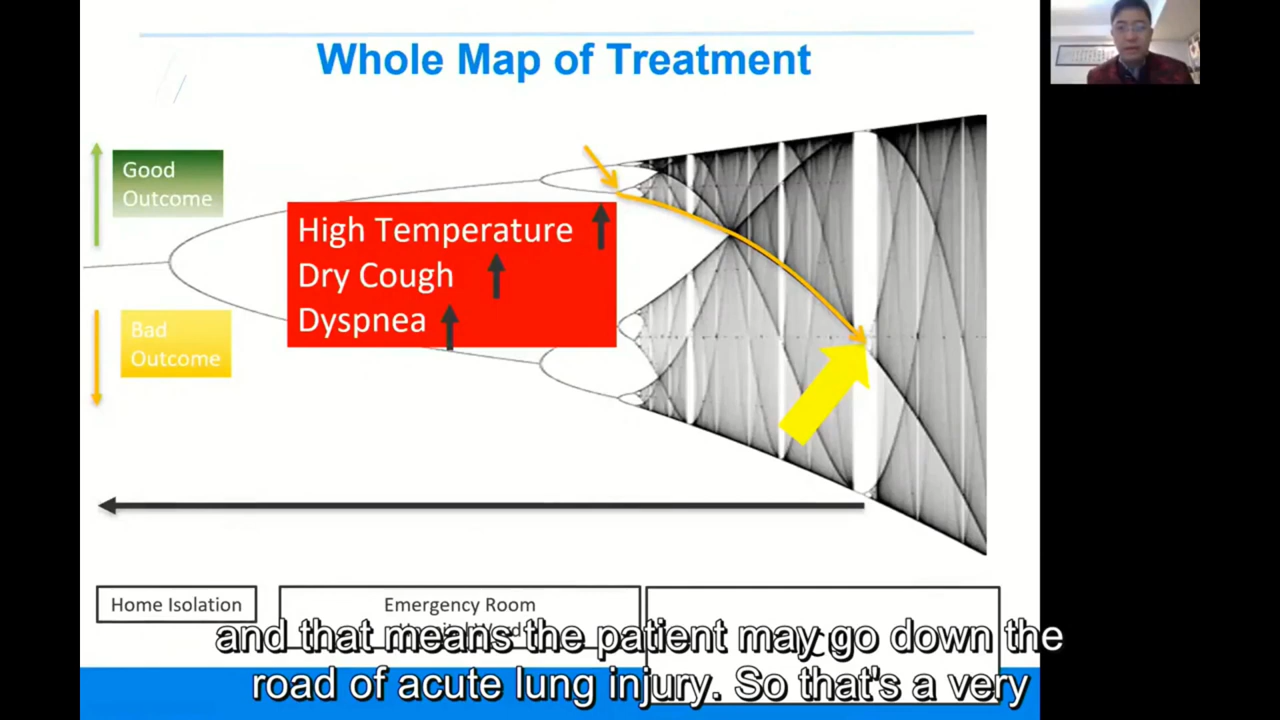 Whole Map of Treatment
Good
Outcome
High Temperature
Dry Cough
Dyspnea
Bad
Outcome
Home Isolation
Emergency Room
and that means the patient may go down the
road of acute lung injury. So that's a very